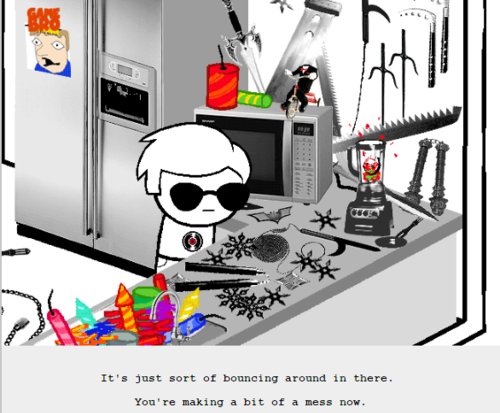 GAME
BRO
It's just sort of bouncing around in there.
You're making a bit of a mess now.